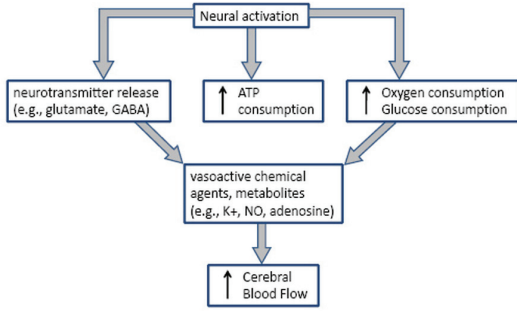 Neural activation
neurotransmitter release
(e.g., glutamate, GABA)
↑ ATP
consumption
↑ Oxygen consumption
Glucose consumption
vasoactive chemical
agents, metabolites
(e.g., K+, NO, adenosine)
↑ Cerebral
Blood Flow